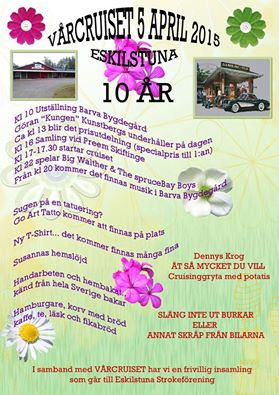 VÅRCRUISET 5 APRIL 2015
ESKILSTUNA
10 ÅR
Kl 10 Utställning Barva Bygdegård
Göran "Kungen" Kunstbergs underhåller på dagen
Ca kl 13 blir det prisutdelning (specialpris till 1:an)
Kl 16 Samling vid Preem Skiftinge
Kl 17-17.30 startar cruiset
Kl 22 spelar Big Walther & The spruceBay Boys
Från kl 20 kommer det finnas musik i Barva Bygdegård
Sugen på en tatuering?
Go Art Tatto kommer att finnas på plats
Ny T-Shirt... det kommer finnas många fina
Susannas hemslöjd
Handarbeten och hembakat
känd från hela Sverige bakar
Hamburgare, korv med bröd
kaffe, te, läsk och fikabröd
Dennys Krog
ÄT SÅ MYCKET DU VILL
Cruisinggryta med potatis
SLÄNG INTE UT BURKAR
ELLER
ANNAT SKRÄP FRÅN BILARNA
I samband med VÅRCRUISET har vi en frivillig insamling
som går till Eskilstuna Strokeförening